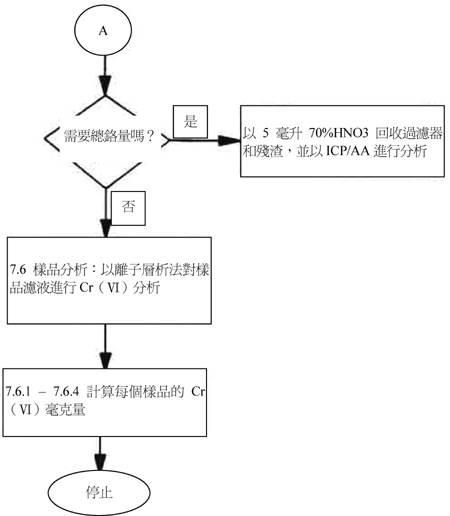 A
需要總鉻量嗎？
是
以 5 毫升 70%HNO3 回收過濾器
和殘渣，並以 ICP/AA 進行分析
否
7.6 樣品分析：以離子層析法對樣
品濾液進行 Cr（VI）分析
7.6.1 – 7.6.4 計算每個樣品的 Cr
（VI）毫克量
停止